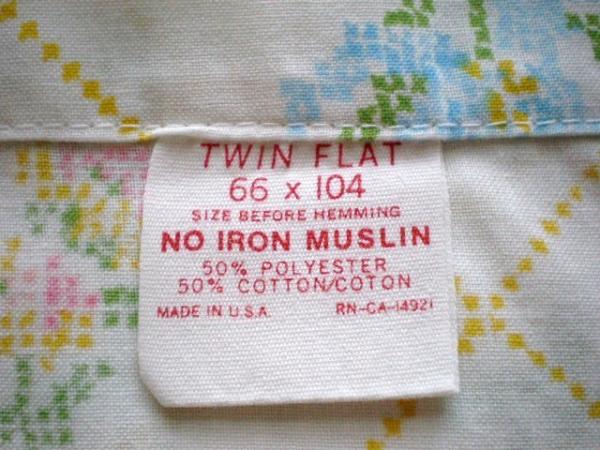 TWIN FLAT
66 x 104
SIZE BEFORE HEMMING
NO IRON MUSLIN
50% POLYESTER
50% COTTON/COTON
MADE IN U.S.A. RN-CA-14921